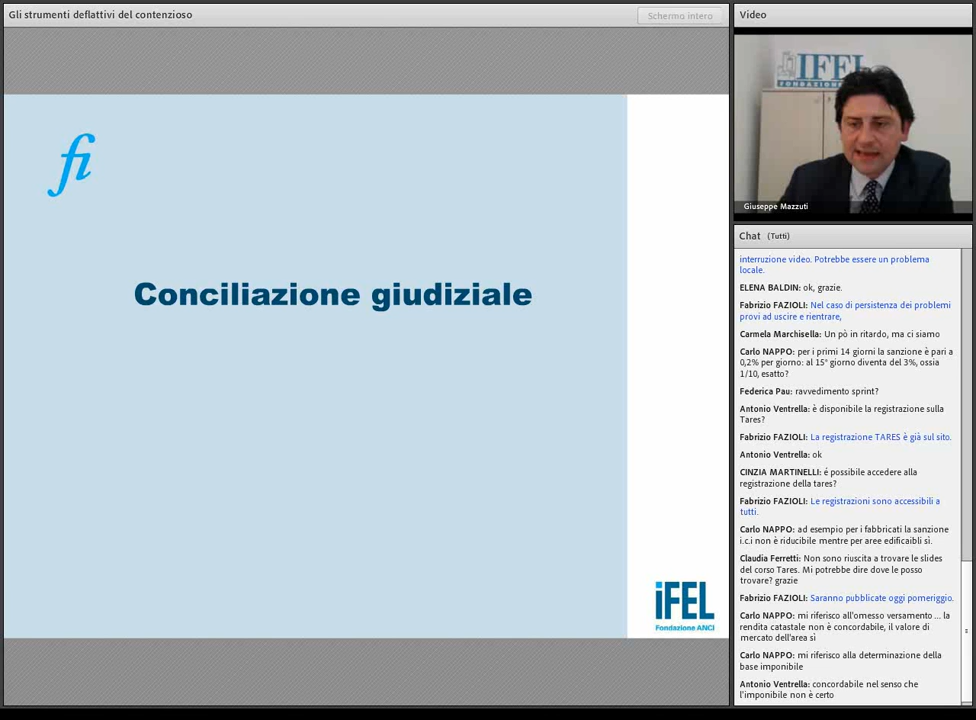 Gli strumenti deflattivi del contenzioso
Schermo intero
fi
Conciliazione giudiziale
iFEL
Fondazione ANCI
Video
IFEL
FONDAZIONE
Giuseppe Mazzuti
Chat (Tutti)
interruzione video. Potrebbe essere un problema
locale.
ELENA BALDIN: ok, grazie.
Fabrizio FAZIOLI: Nel caso di persistenza dei problemi
provi ad uscire e rientrare,
Carmela Marchisella: Un pò in ritardo, ma ci siamo
Carlo NAPPO: per i primi 14 giorni la sanzione è pari a
0,2% per giorno: al 15° giorno diventa del 3%, ossia
1/10, esatto?
Federica Pau: ravvedimento sprint?
Antonio Ventrella: è disponibile la registrazione sulla
Tares?
Fabrizio FAZIOLI: La registrazione TARES è già sul sito.
Antonio Ventrella: ok
CINZIA MARTINELLI: é possibile accedere alla
registrazione della tares?
Fabrizio FAZIOLI: Le registrazioni sono accessibili a
tutti.
Carlo NAPPO: ad esempio per i fabbricati la sanzione
i.c.i non è riducibile mentre per aree edificaibli sì.
Claudia Ferretti: Non sono riuscita a trovare le slides
del corso Tares. Mi potrebbe dire dove le posso
trovare? grazie
Fabrizio FAZIOLI: Saranno pubblicate oggi pomeriggio.
Carlo NAPPO: mi riferisco all'omesso versamento ... la
rendita catastale non è concordabile, il valore di
mercato dell'area sì
Carlo NAPPO: mi riferisco alla determinazione della
base imponibile
Antonio Ventrella: concordabile nel senso che
l'imponibile non è certo